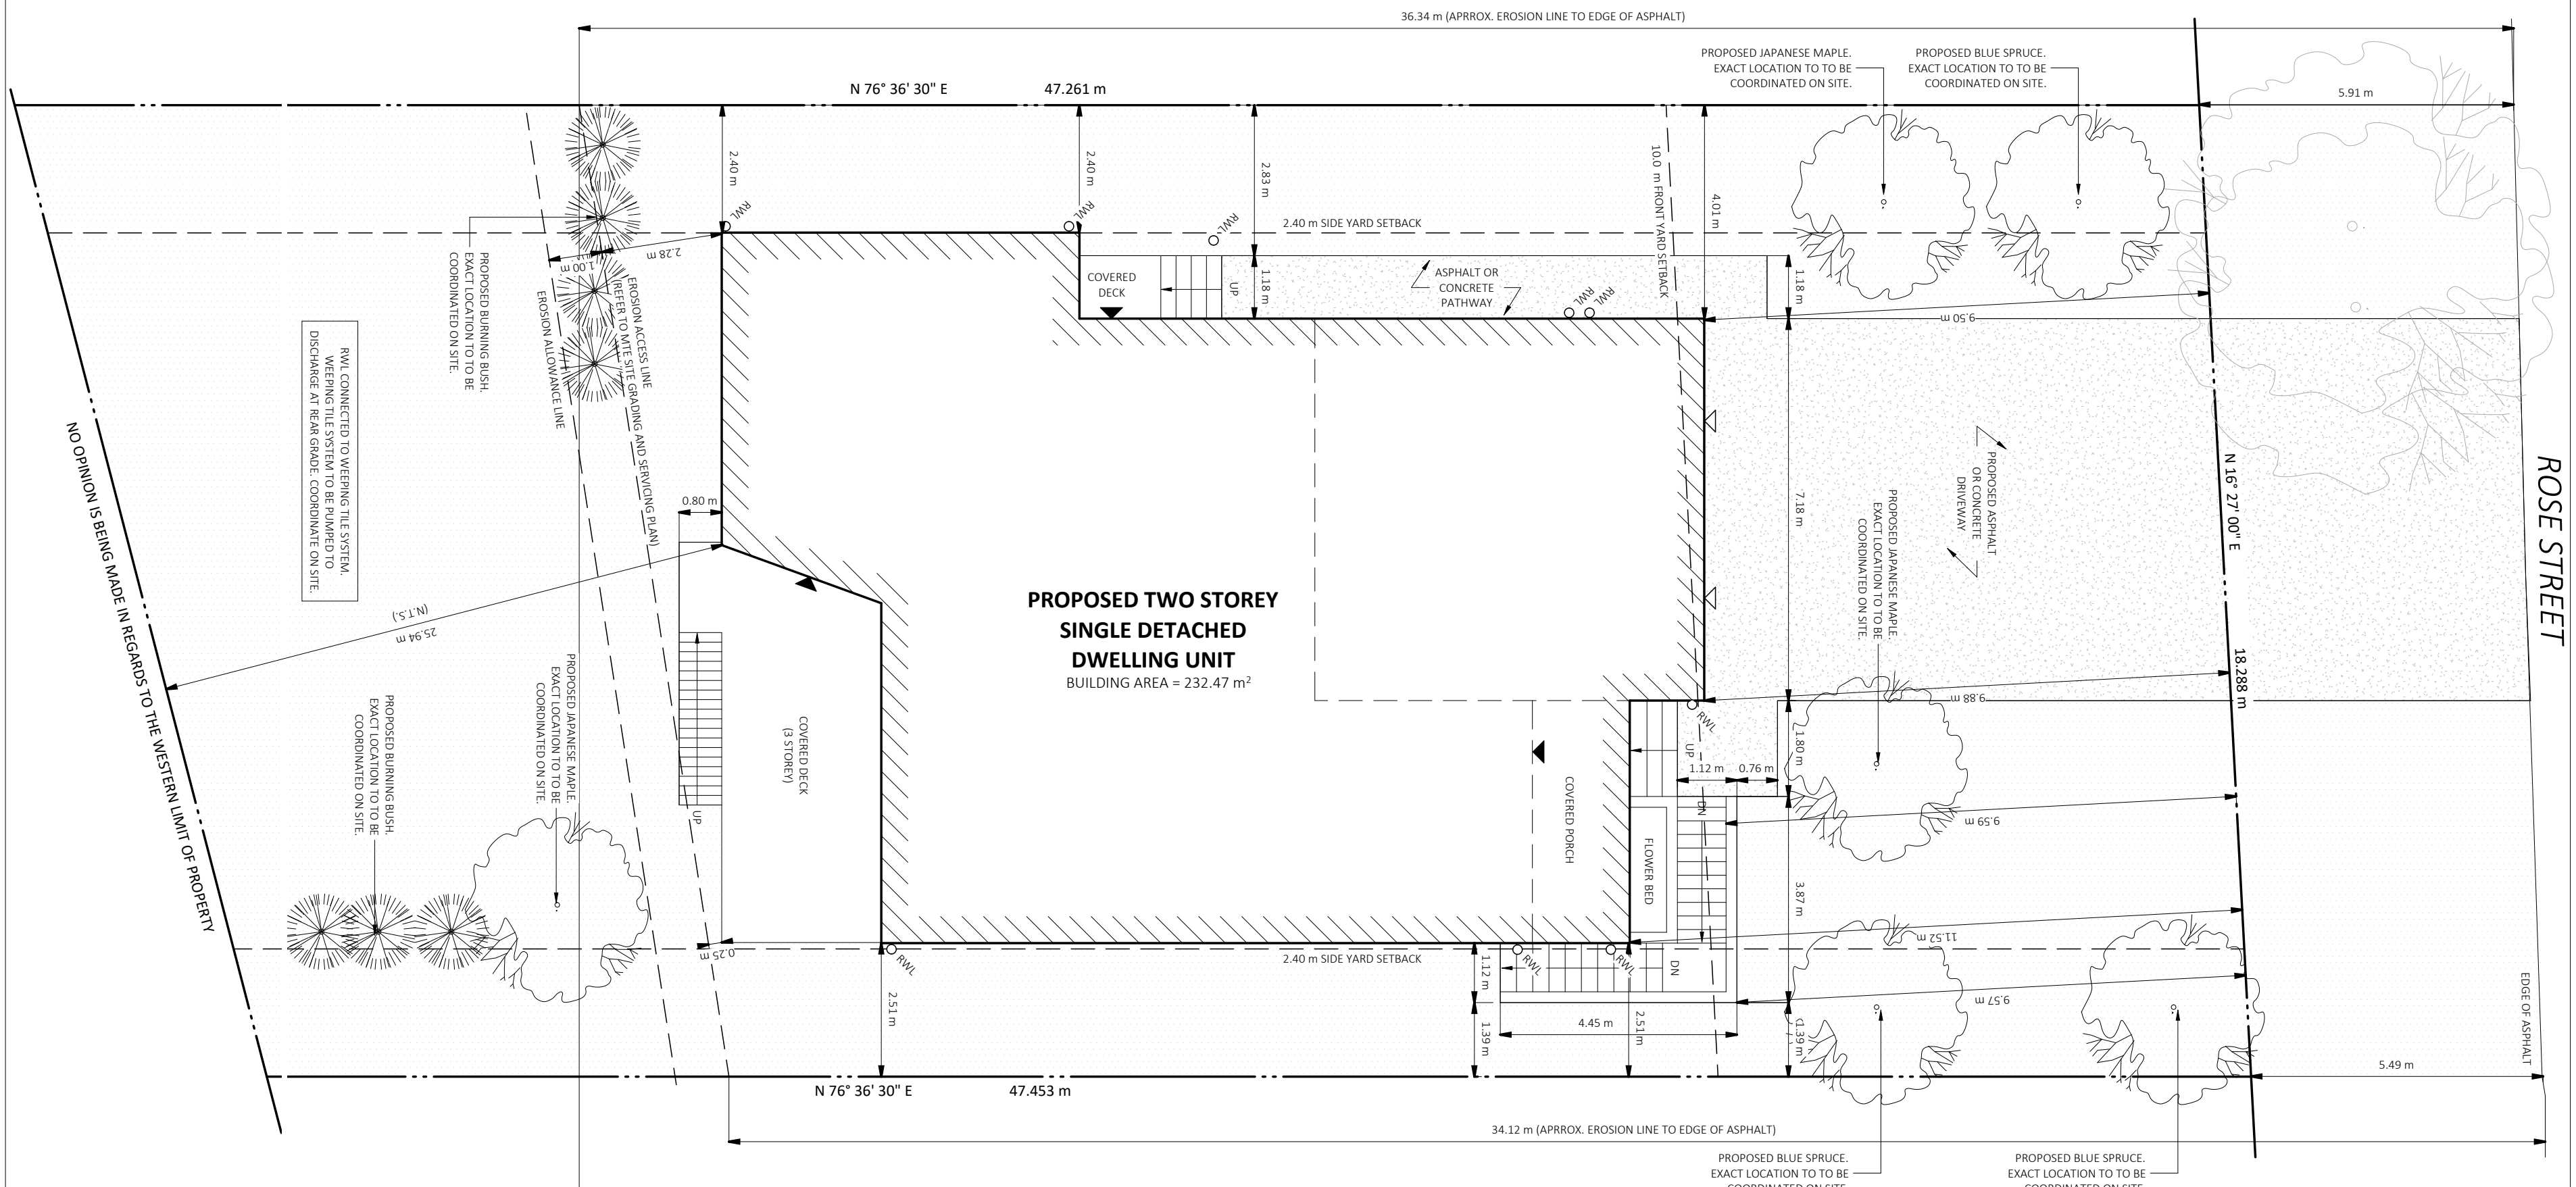 36.34 m (APRROX. EROSION LINE TO EDGE OF ASPHALT)
PROPOSED JAPANESE MAPLE.
EXACT LOCATION TO TO BE
COORDINATED ON SITE.
PROPOSED BLUE SPRUCE.
EXACT LOCATION TO TO BE
COORDINATED ON SITE.
N 76° 36' 30" E
47.261 m
5.91 m
2.40 m
2.40 m
2.83 m
4.01 m
10.0 m FRONT YARD SETBACK
RWL
RWL
RWL
2.40 m SIDE YARD SETBACK
2.28 m
1.00 m
PROPOSED BURNING BUSH.
EXACT LOCATION TO TO BE
COORDINATED ON SITE.
EROSION ACCESS LINE
(REFER TO MTE SITE GRADING AND SERVICING PLAN)
EROSION ALLOWANCE LINE
COVERED
DECK
UP
1.18 m
ASPHALT OR
CONCRETE
PATHWAY
RWL
RWL
1.18 m
9.50 m
RWL CONNECTED TO WEEPING TILE SYSTEM.
WEEPING TILE SYSTEM TO BE PUMPED TO
DISCHARGE AT REAR GRADE. COORDINATE ON SITE.
NO OPINION IS BEING MADE IN REGARDS TO THE WESTERN LIMIT OF PROPERTY
0.80 m
7.18 m
PROPOSED ASPHALT
OR CONCRETE
DRIVEWAY
PROPOSED JAPANESE MAPLE.
EXACT LOCATION TO TO BE
COORDINATED ON SITE.
N 16° 27' 00" E
18.288 m
ROSE STREET
(N.T.S.)
25.94 m
PROPOSED TWO STOREY
SINGLE DETACHED
DWELLING UNIT
BUILDING AREA = 232.47 m²
9.88 m
RWL
UP
1.80 m
1.12 m
0.76 m
PROPOSED JAPANESE MAPLE.
EXACT LOCATION TO TO BE
COORDINATED ON SITE.
PROPOSED BURNING BUSH.
EXACT LOCATION TO TO BE
COORDINATED ON SITE.
COVERED DECK
(3 STOREY)
UP
COVERED PORCH
FLOWER BED
DN
9.59 m
3.87 m
11.52 m
0.25 m
RWL
2.40 m SIDE YARD SETBACK
RWL
RWL
DN
1.12 m
9.57 m
2.51 m
4.45 m
2.51 m
1.39 m
1.39 m
EDGE OF ASPHALT
5.49 m
N 76° 36' 30" E
47.453 m
34.12 m (APRROX. EROSION LINE TO EDGE OF ASPHALT)
PROPOSED BLUE SPRUCE.
EXACT LOCATION TO TO BE
COORDINATED ON SITE.
PROPOSED BLUE SPRUCE.
EXACT LOCATION TO TO BE
COORDINATED ON SITE.